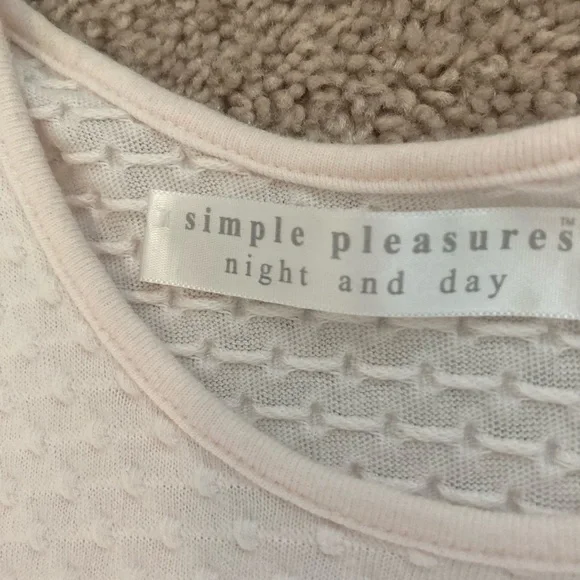 simple pleasures™
night and day